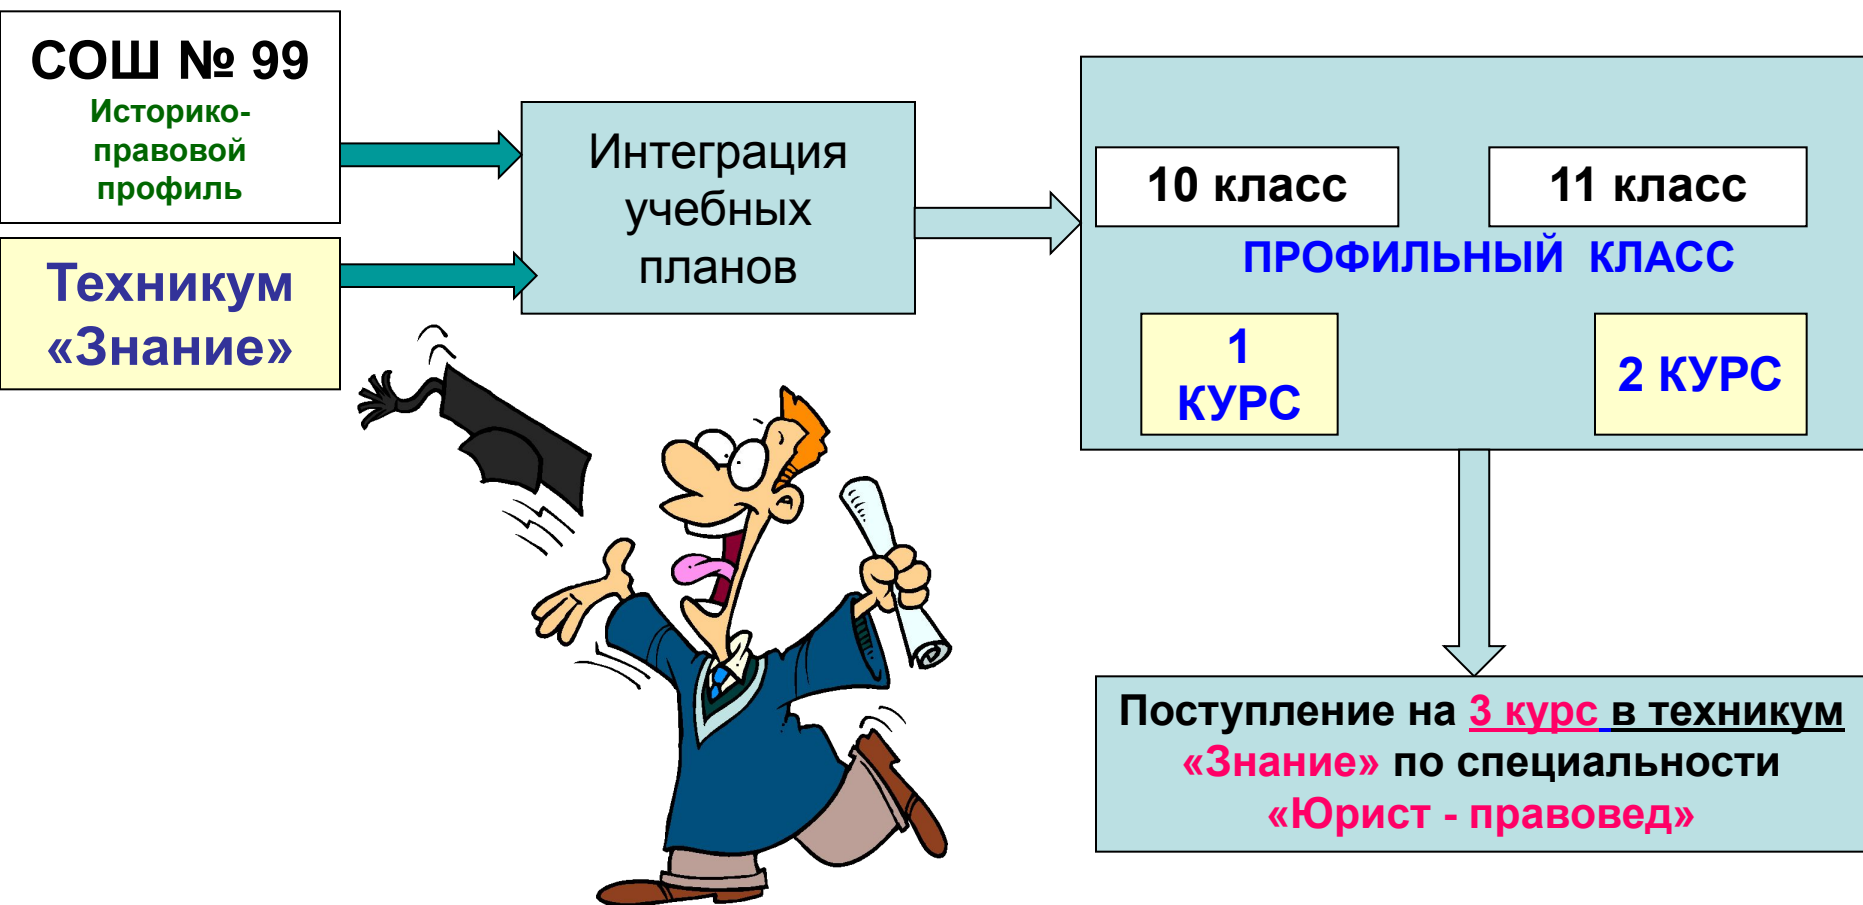 СОШ № 99
Историко-
правовой
профиль
Техникум
«Знание»
Интеграция
учебных
планов
10 класс
11 класс
ПРОФИЛЬНЫЙ КЛАСС
1
КУРС
2 КУРС
Поступление на 3 курс в техникум
«Знание» по специальности
«Юрист - правовед»